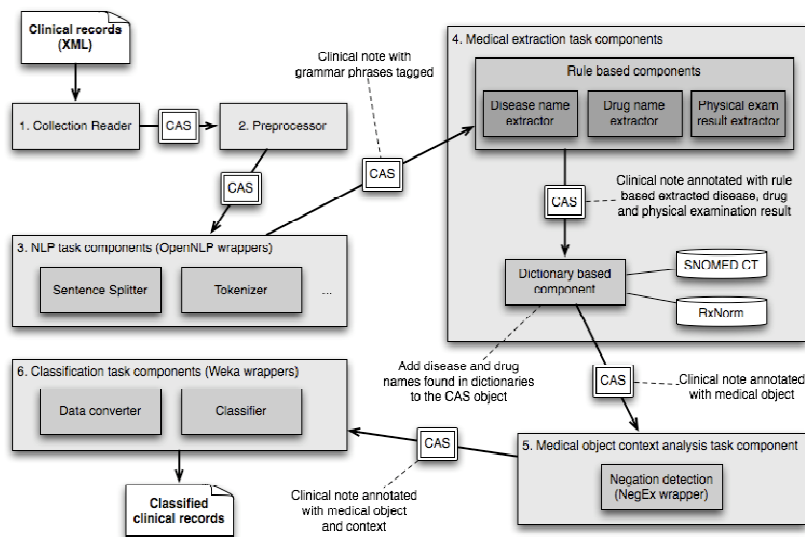 Clinical records
(XML)
1. Collection Reader
CAS
2. Preprocessor
CAS
Clinical note with
grammar phrases tagged
CAS
3. NLP task components (OpenNLP wrappers)
Sentence Splitter
Tokenizer
...
4. Medical extraction task components
Rule based components
Disease name
extractor
Drug name
extractor
Physical exam
result extractor
CAS
Clinical note annotated with rule
based extracted disease, drug
and physical examination result
Dictionary based
component
SNOMED CT
RxNorm
Add disease and drug
names found in dictionaries
to the CAS object
CAS
Clinical note annotated
with medical object
5. Medical object context analysis task component
Negation detection
(NegEx wrapper)
CAS
Clinical note annotated
with medical object
and context
6. Classification task components (Weka wrappers)
Data converter
Classifier
Classified
clinical records